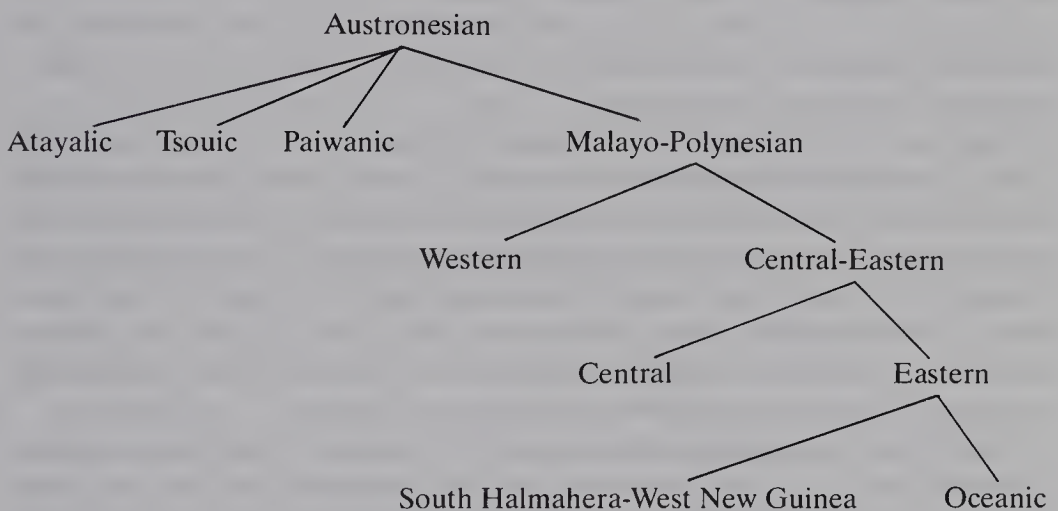 Austronesian
Atayalic Tsouic Paiwanic Malayo-Polynesian
Western Central-Eastern
Central Eastern
South Halmahera-West New Guinea Oceanic